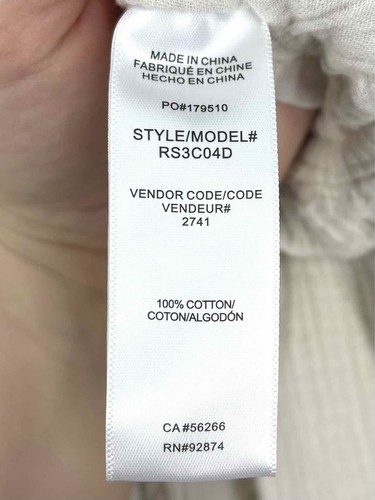 MADE IN CHINA
FABRIQUÉ EN CHINE
HECHO EN CHINA
PO#179510
STYLE/MODEL#
RS3C04D
VENDOR CODE/CODE
VENDEUR#
2741
100% COTTON/
COTON/ALGODÓN
CA#56266
RN#92874